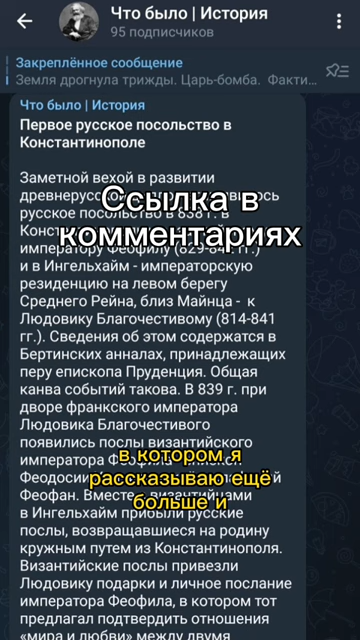 Что было | История
95 подписчиков
Закреплённое сообщение
Земля дрогнула трижды. Царь-бомба. Факти...
Что было | История
Первое русское посольство в
Константинополе
Заметной вехой в развитии
русское посольство в 838 г. в
Ссылка в
комментариях
императору Феофилу (829-842 гг.)
и в Ингельхайм - императорскую
резиденцию на левом берегу
Среднего Рейна, близ Майнца - к
Людовику Благочестивому (814-841
гг.). Сведения об этом содержатся в
Бертинских анналах, принадлежащих
перу епископа Пруденция. Общая
канва событий такова. В 839 г. при
дворе франкского императора
Людовика Благочестивого
появились послы византийского
императора Феофила
в котором я
рассказываю ещё
больше и
Феофан. Вместе с византийцами
в Ингельхайм прибыли русские
послы, возвращавшиеся на родину
кружным путем из Константинополя.
Византийские послы привезли
Людовику подарки и личное послание
императора Феофила, в котором тот
предлагал подтвердить отношения
«мира и любви» между двумя